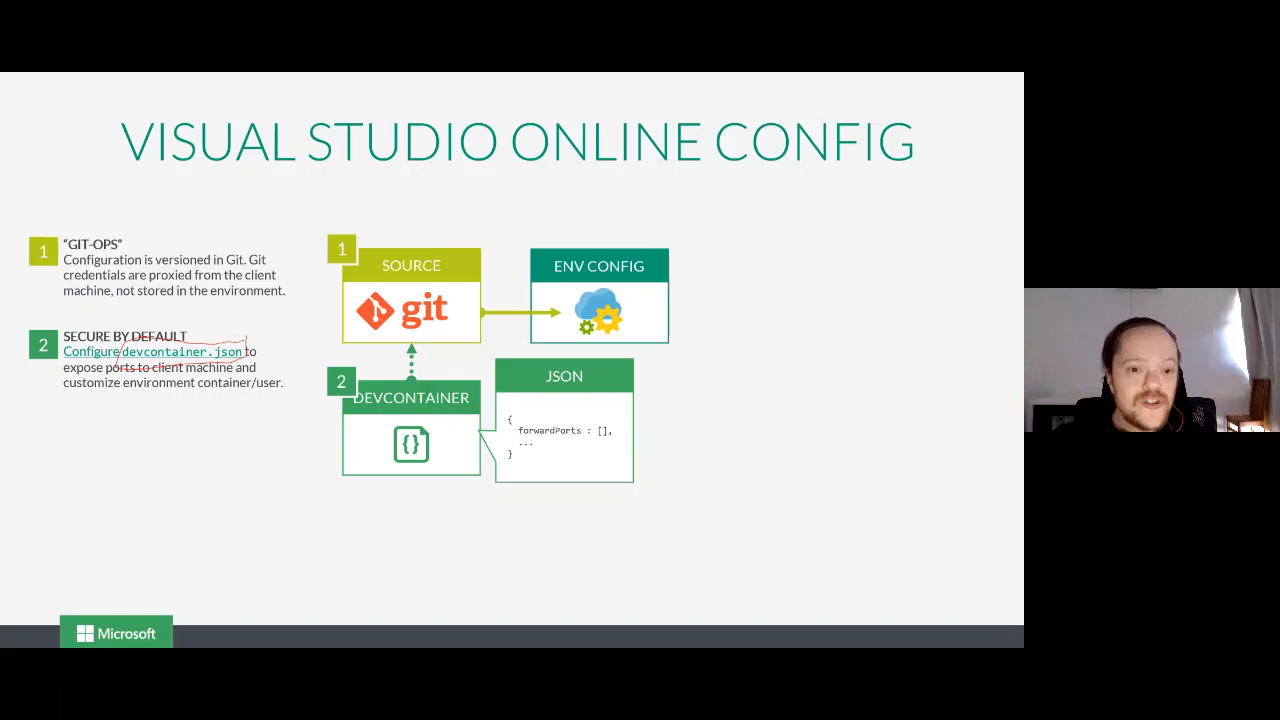 VISUAL STUDIO ONLINE CONFIG
1
“GIT-OPS”
Configuration is versioned in Git. Git
credentials are proxied from the client
machine, not stored in the environment.
2
SECURE BY DEFAULT
Configure devcontainer.json to
expose ports to client machine and
customize environment container/user.
1
SOURCE
git
ENV CONFIG
2
DEVCONTAINER
{}
JSON
{
forwardPorts : [],
...
}
Microsoft